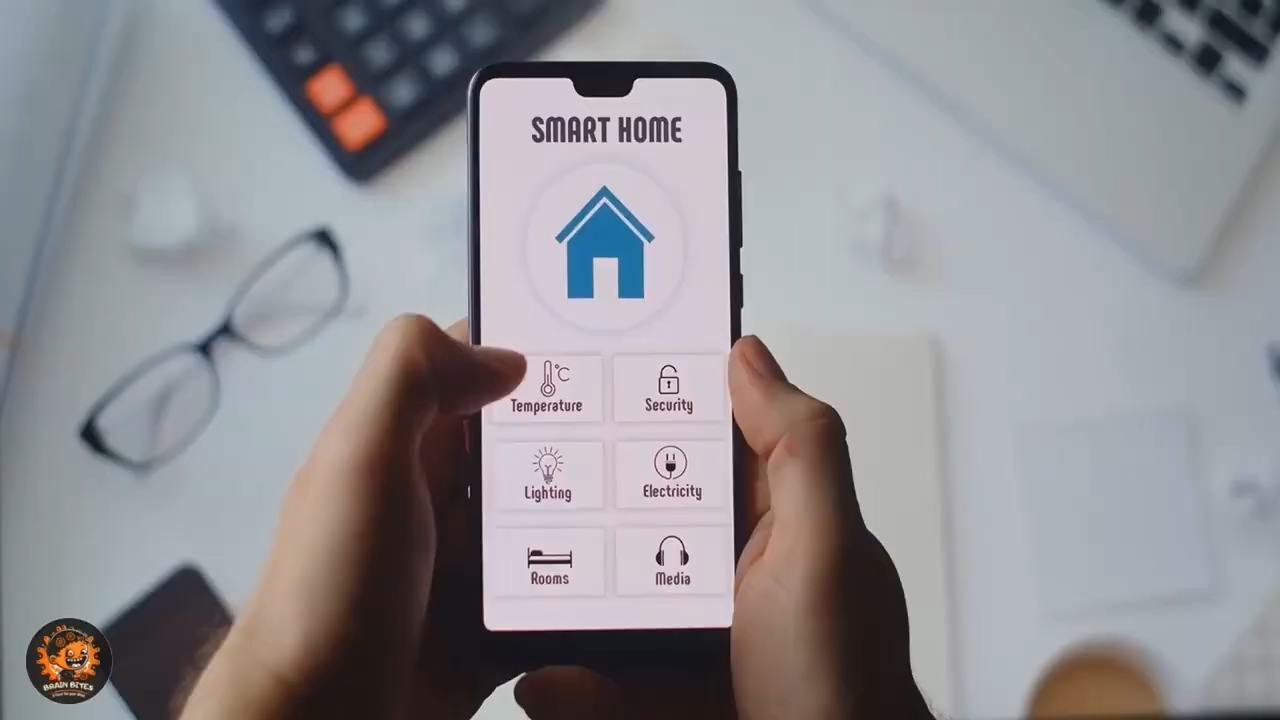 SMART HOME
°C
Temperature
Security
Lighting
Electricity
Rooms
Media
BRAIN BITES